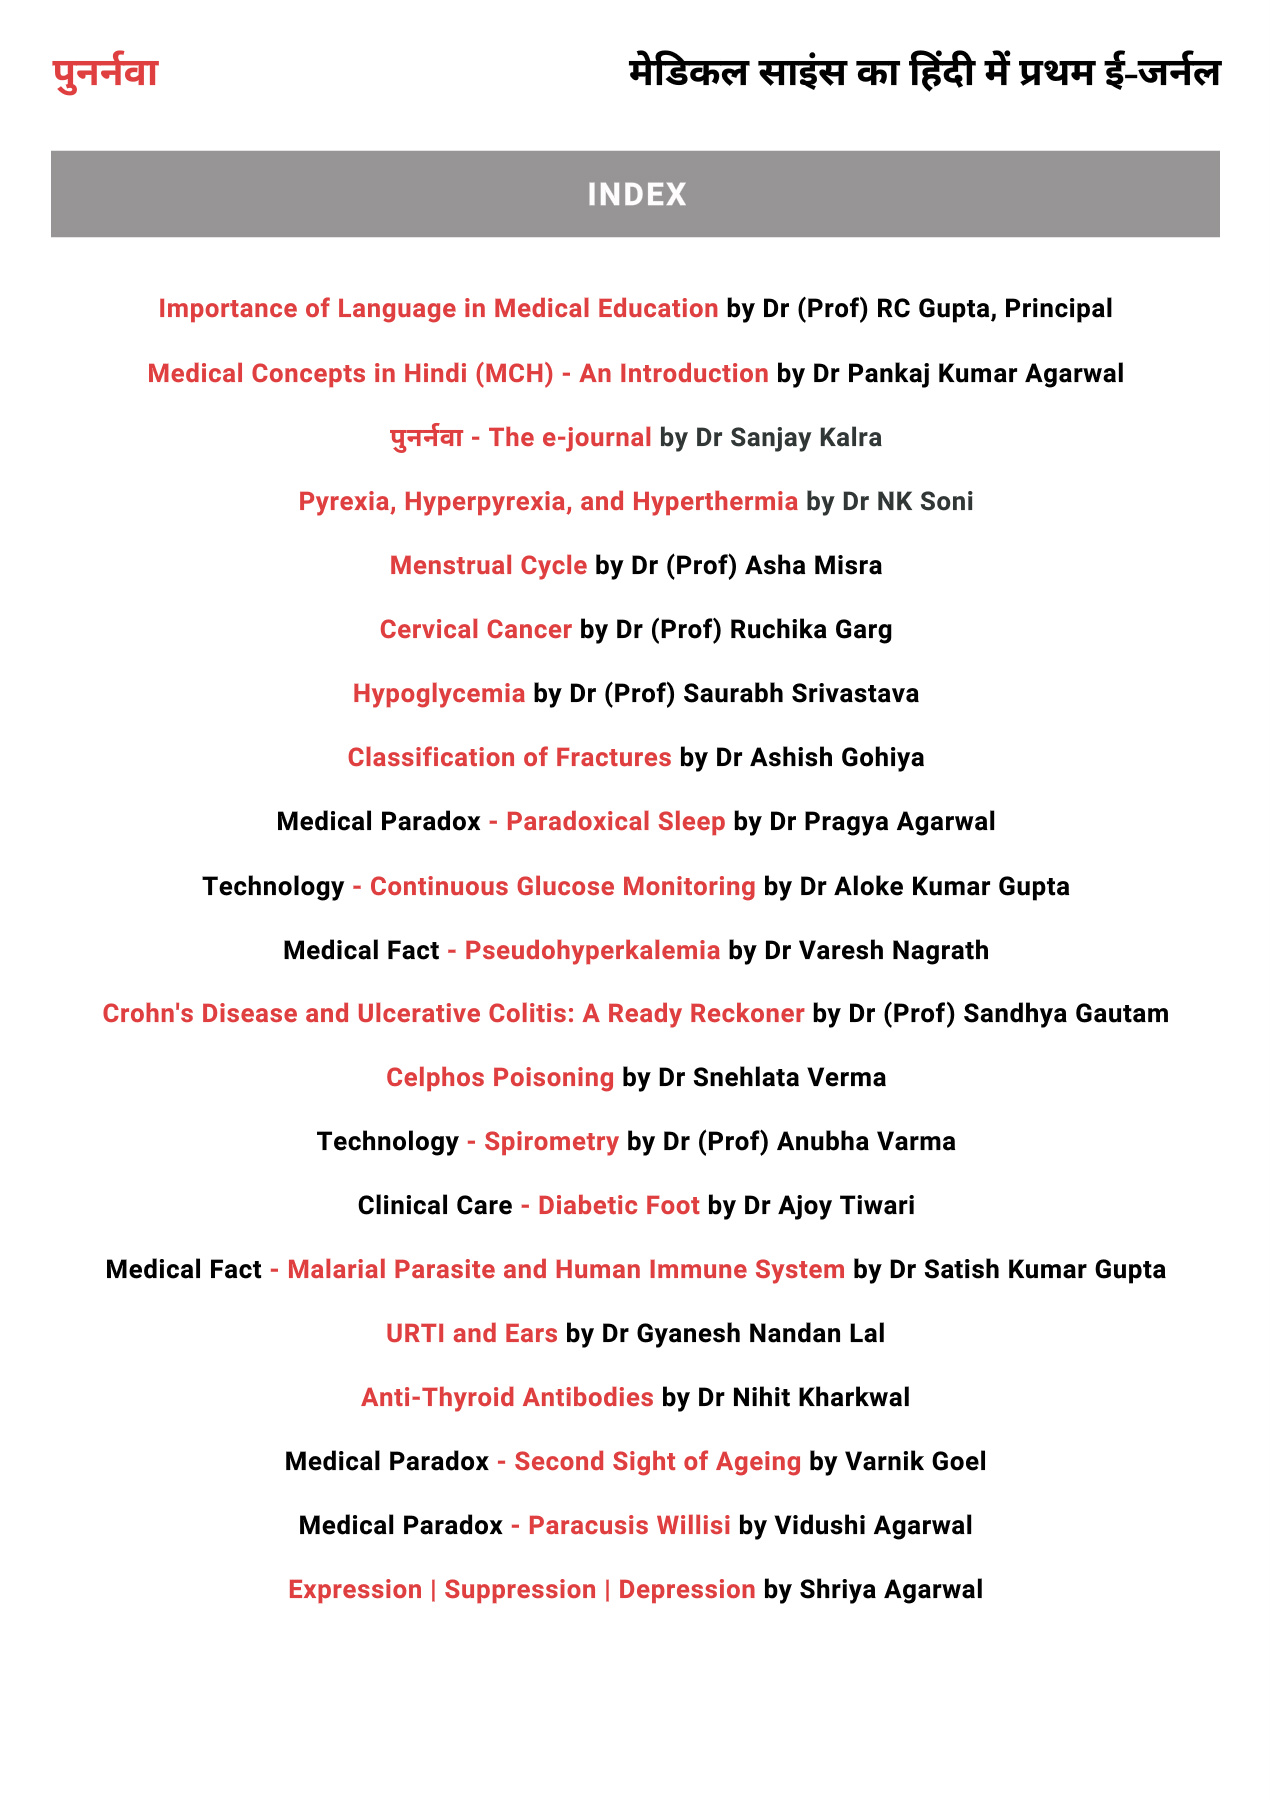 पुनर्नवा
मेडिकल साइंस का हिंदी में प्रथम ई-जर्नल
INDEX
Importance of Language in Medical Education by Dr (Prof) RC Gupta, Principal
Medical Concepts in Hindi (MCH) - An Introduction by Dr Pankaj Kumar Agarwal
पुनर्नवा - The e-journal by Dr Sanjay Kalra
Pyrexia, Hyperpyrexia, and Hyperthermia by Dr NK Soni
Menstrual Cycle by Dr (Prof) Asha Misra
Cervical Cancer by Dr (Prof) Ruchika Garg
Hypoglycemia by Dr (Prof) Saurabh Srivastava
Classification of Fractures by Dr Ashish Gohiya
Medical Paradox - Paradoxical Sleep by Dr Pragya Agarwal
Technology - Continuous Glucose Monitoring by Dr Aloke Kumar Gupta
Medical Fact - Pseudohyperkalemia by Dr Varesh Nagrath
Crohn's Disease and Ulcerative Colitis: A Ready Reckoner by Dr (Prof) Sandhya Gautam
Celphos Poisoning by Dr Snehlata Verma
Technology - Spirometry by Dr (Prof) Anubha Varma
Clinical Care - Diabetic Foot by Dr Ajoy Tiwari
Medical Fact - Malarial Parasite and Human Immune System by Dr Satish Kumar Gupta
URTI and Ears by Dr Gyanesh Nandan Lal
Anti-Thyroid Antibodies by Dr Nihit Kharkwal
Medical Paradox - Second Sight of Ageing by Varnik Goel
Medical Paradox - Paracusis Willisi by Vidushi Agarwal
Expression | Suppression | Depression by Shriya Agarwal